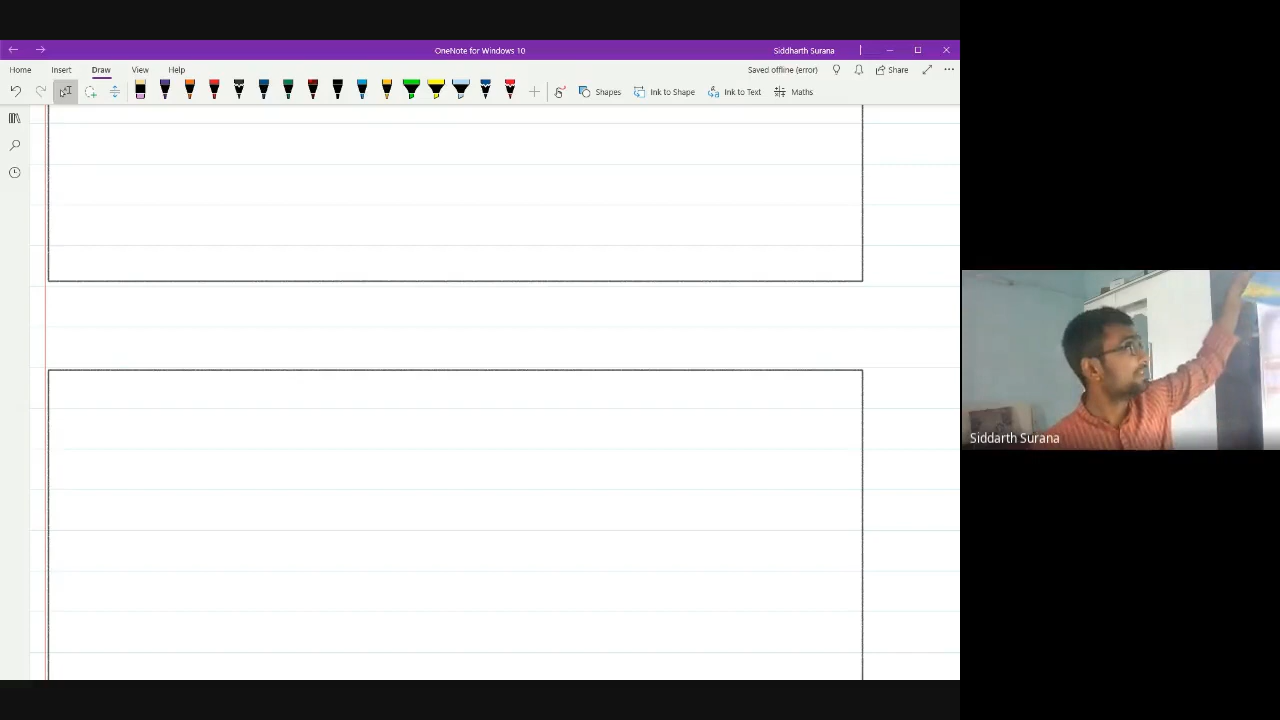 OneNote for Windows 10
Siddharth Surana
Home Insert Draw View Help
Saved offline (error)
Share
Shapes
Ink to Shape
Ink to Text
Maths
Siddarth Surana